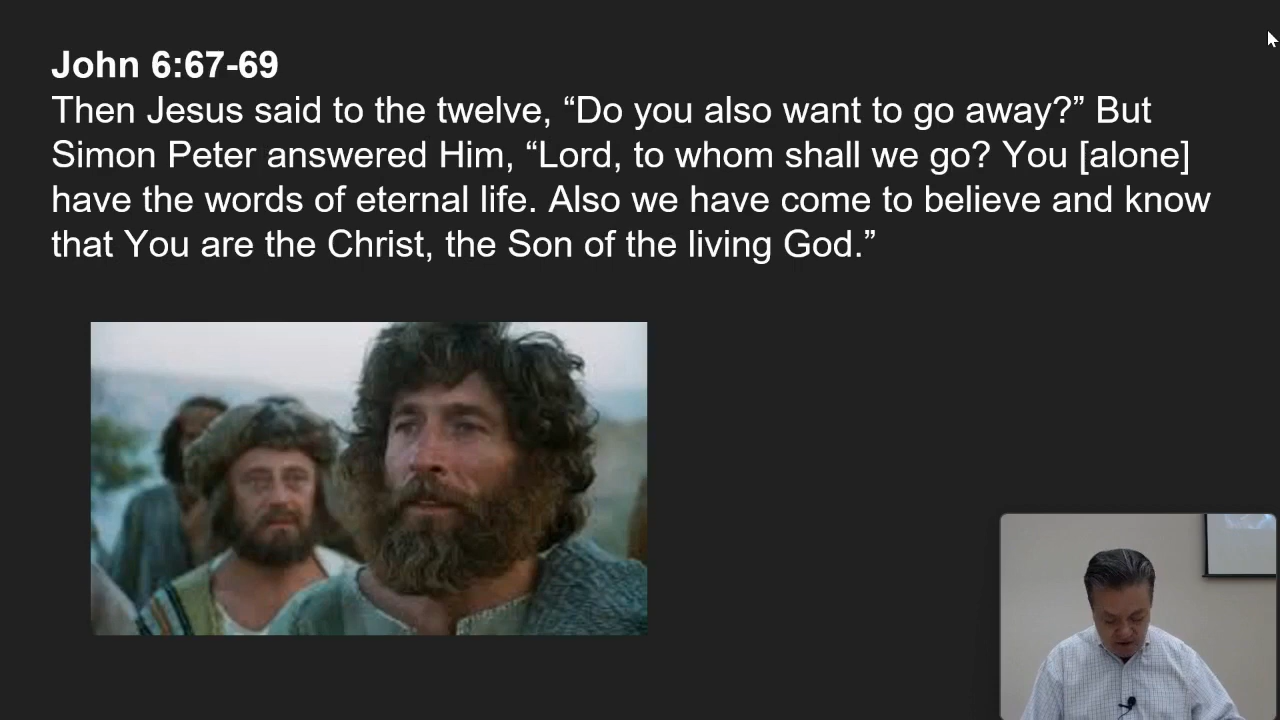 John 6:67-69
Then Jesus said to the twelve, “Do you also want to go away?” But
Simon Peter answered Him, “Lord, to whom shall we go? You [alone]
have the words of eternal life. Also we have come to believe and know
that You are the Christ, the Son of the living God.”